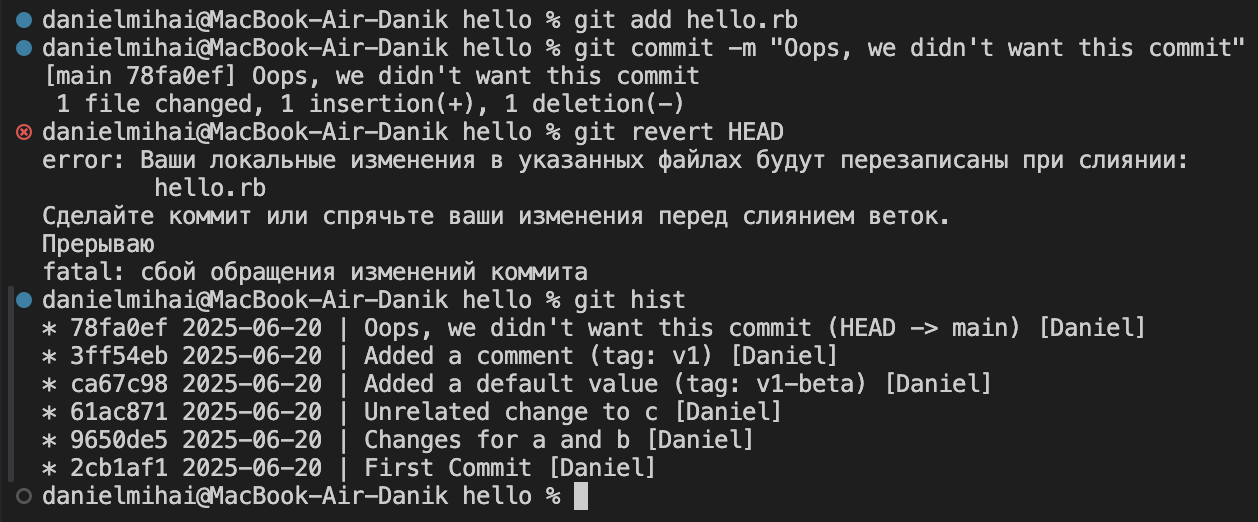 danielmihai@MacBook-Air-Danik hello % git add hello.rb
danielmihai@MacBook-Air-Danik hello % git commit -m "Oops, we didn't want this commit"
[main 78fa0ef] Oops, we didn't want this commit
 1 file changed, 1 insertion(+), 1 deletion(-)
danielmihai@MacBook-Air-Danik hello % git revert HEAD
error: Ваши локальные изменения в указанных файлах будут перезаписаны при слиянии:
        hello.rb
Сделайте коммит или спрячьте ваши изменения перед слиянием веток.
Прерываю
fatal: сбой обращения изменений коммита
danielmihai@MacBook-Air-Danik hello % git hist
* 78fa0ef 2025-06-20 | Oops, we didn't want this commit (HEAD -> main) [Daniel]
* 3ff54eb 2025-06-20 | Added a comment (tag: v1) [Daniel]
* ca67c98 2025-06-20 | Added a default value (tag: v1-beta) [Daniel]
* 61ac871 2025-06-20 | Unrelated change to c [Daniel]
* 9650de5 2025-06-20 | Changes for a and b [Daniel]
* 2cb1af1 2025-06-20 | First Commit [Daniel]
danielmihai@MacBook-Air-Danik hello %